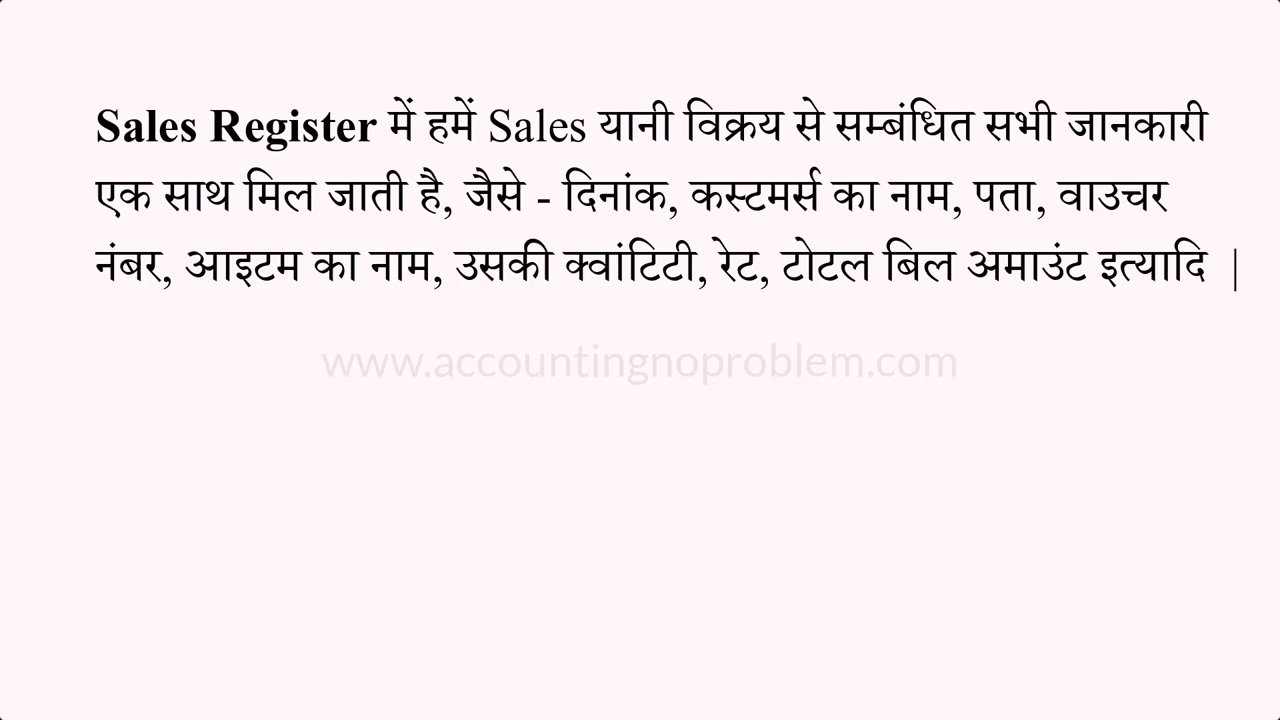 Sales Register में हमें Sales यानी विक्रय से सम्बंधित सभी जानकारी
एक साथ मिल जाती है, जैसे - दिनांक, कस्टमर्स का नाम, पता, वाउचर
नंबर, आइटम का नाम, उसकी क्वांटिटी, रेट, टोटल बिल अमाउंट इत्यादि |
www.accountingnoproblem.com